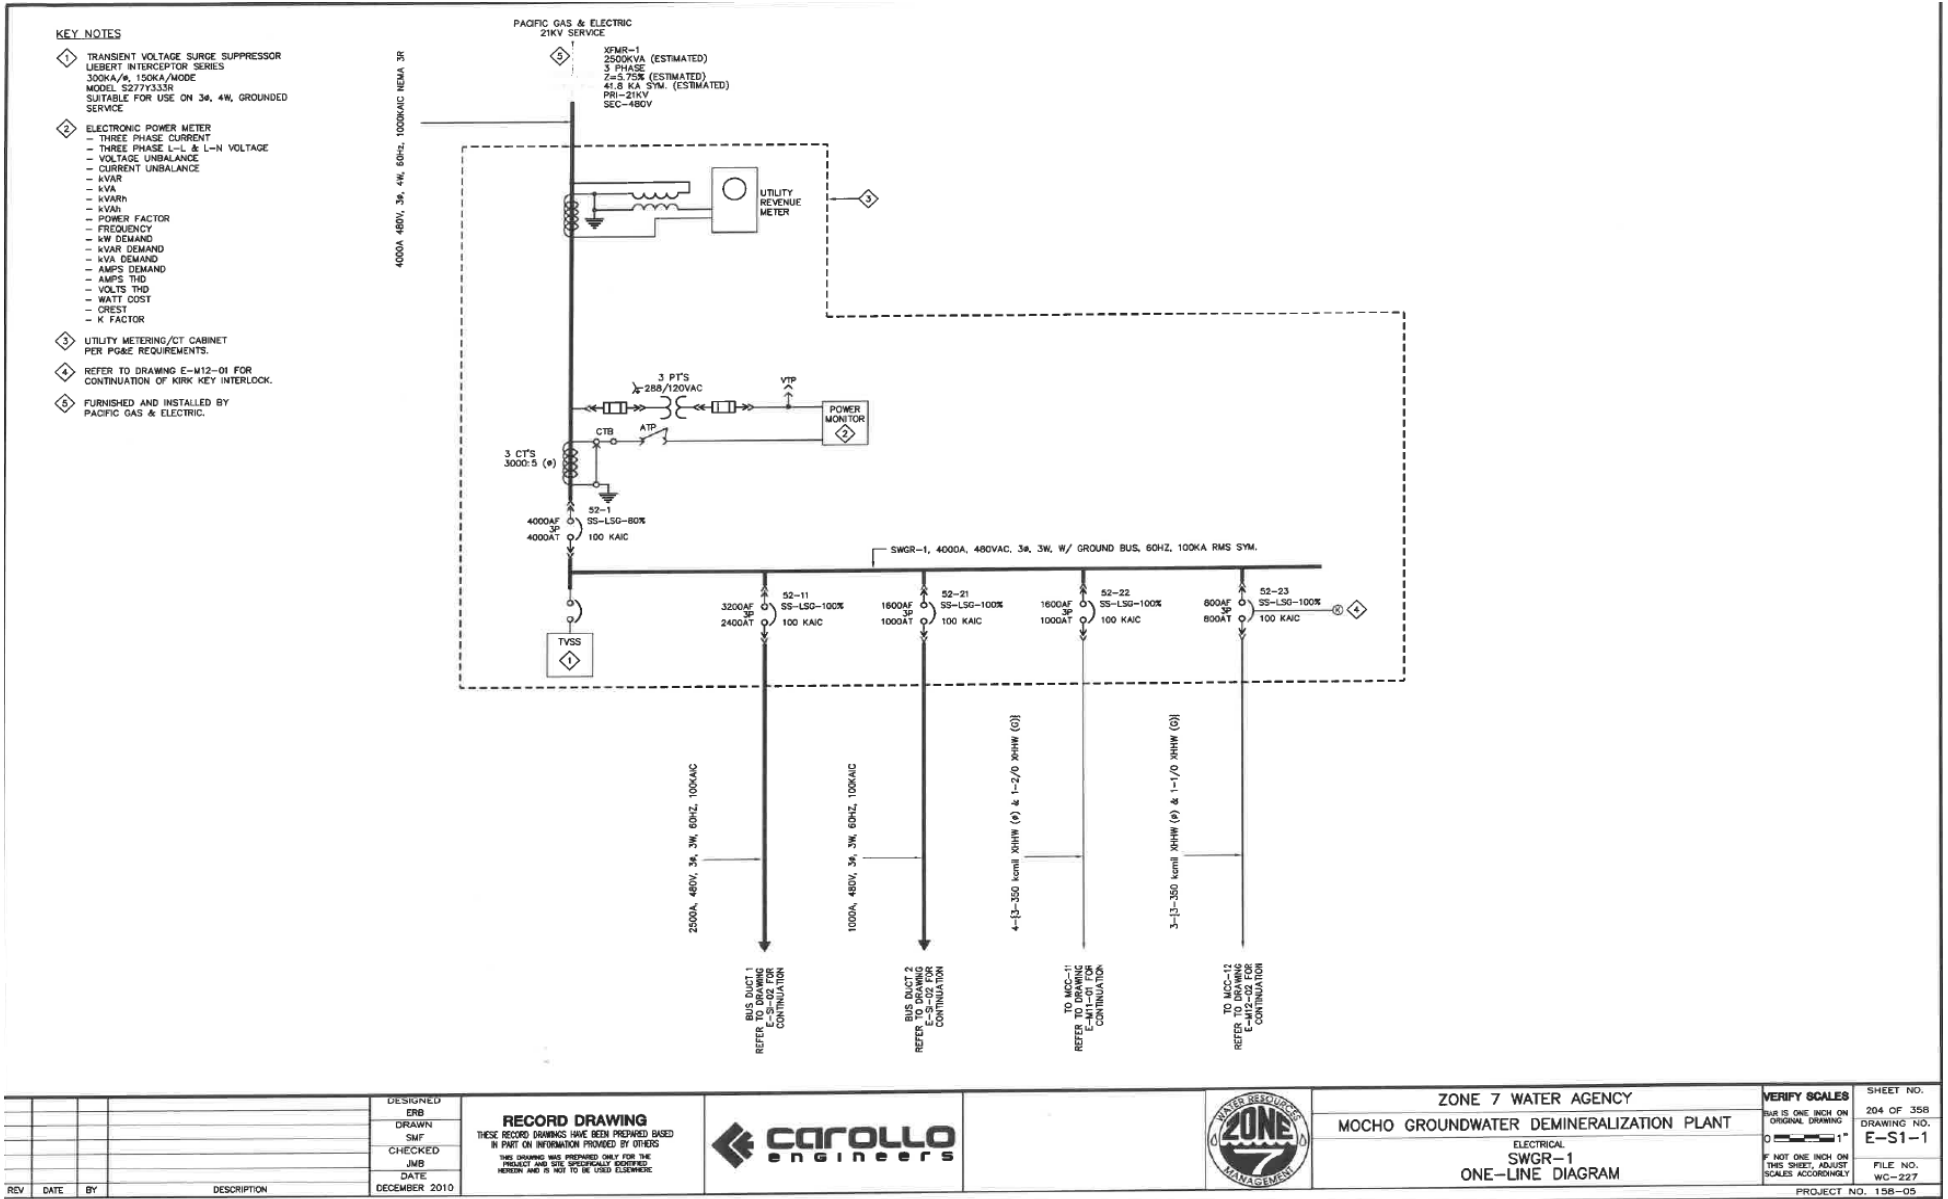 KEY NOTES
1 TRANSIENT VOLTAGE SURGE SUPPRESSOR
LIEBERT INTERCEPTOR SERIES
300KA/ø, 150KA/MODE
MODEL S277Y333R
SUITABLE FOR USE ON 3ø, 4W, GROUNDED
SERVICE
2 ELECTRONIC POWER METER
– THREE PHASE CURRENT
– THREE PHASE L–L & L–N VOLTAGE
– VOLTAGE UNBALANCE
– CURRENT UNBALANCE
– kVAR
– kVA
– kVARh
– kVAh
– POWER FACTOR
– FREQUENCY
– kW DEMAND
– kVAR DEMAND
– kVA DEMAND
– AMPS DEMAND
– AMPS THD
– VOLTS THD
– WATT COST
– CREST
– K FACTOR
3 UTILITY METERING/CT CABINET
PER PG&E REQUIREMENTS.
4 REFER TO DRAWING E–M12–01 FOR
CONTINUATION OF KIRK KEY INTERLOCK.
5 FURNISHED AND INSTALLED BY
PACIFIC GAS & ELECTRIC.
PACIFIC GAS & ELECTRIC
21KV SERVICE
5
XFMR–1
2500KVA (ESTIMATED)
3 PHASE
Z=5.75% (ESTIMATED)
41.8 KA SYM. (ESTIMATED)
PRI–21KV
SEC–480V
4000A 480V, 3ø, 4W, 60Hz, 1000KAIC NEMA 3R
UTILITY
REVENUE
METER
3
3 PT'S
288/120VAC
VTP
POWER
MONITOR
2
CTB
ATP
3 CT'S
3000:5 (ø)
52–1
4000AF
3P
4000AT
SS–LSG–80%
100 KAIC
SWGR–1, 4000A, 480VAC, 3ø, 3W, W/ GROUND BUS, 60HZ, 100KA RMS SYM.
TVSS
1
52–11
3200AF
3P
2400AT
SS–LSG–100%
100 KAIC
52–21
1600AF
3P
1000AT
SS–LSG–100%
100 KAIC
52–22
1600AF
3P
1000AT
SS–LSG–100%
100 KAIC
52–23
800AF
3P
800AT
SS–LSG–100%
100 KAIC
K
4
2500A, 480V, 3ø, 3W, 60HZ, 100KAIC
1000A, 480V, 3ø, 3W, 60HZ, 100KAIC
4–[3–350 kcmil XHHW (ø) & 1–2/0 XHHW (G)]
3–[3–350 kcmil XHHW (ø) & 1–1/0 XHHW (G)]
BUS DUCT 1
REFER TO DRAWING
E–SI–02 FOR
CONTINUATION
BUS DUCT 2
REFER TO DRAWING
E–SI–02 FOR
CONTINUATION
TO MCC–11
REFER TO DRAWING
E–M11–01 FOR
CONTINUATION
TO MCC–12
REFER TO DRAWING
E–M12–02 FOR
CONTINUATION
REV DATE BY DESCRIPTION
DESIGNED
ERB
DRAWN
SMF
CHECKED
JMB
DATE
DECEMBER 2010
RECORD DRAWING
THESE RECORD DRAWINGS HAVE BEEN PREPARED BASED
IN PART ON INFORMATION PROVIDED BY OTHERS
THIS DRAWING WAS PREPARED ONLY FOR THE
PROJECT AND SITE SPECIFICALLY IDENTIFIED
HEREIN AND IS NOT TO BE USED ELSEWHERE
carollo
engineers
WATER RESOURCES
ZONE
7
MANAGEMENT
ZONE 7 WATER AGENCY
MOCHO GROUNDWATER DEMINERALIZATION PLANT
ELECTRICAL
SWGR–1
ONE–LINE DIAGRAM
VERIFY SCALES
BAR IS ONE INCH ON
ORIGINAL DRAWING
0 1"
IF NOT ONE INCH ON
THIS SHEET, ADJUST
SCALES ACCORDINGLY
SHEET NO.
204 OF 358
DRAWING NO.
E–S1–1
FILE NO.
WC–227
PROJECT NO. 158–05